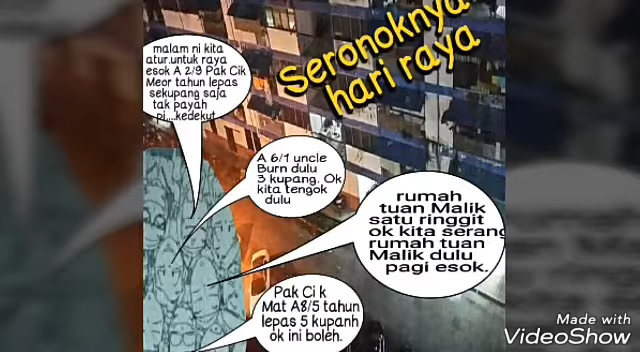 Seronoknya
hari raya
malam ni kita
atur.untuk raya
esok A 2/9 Pak Cik
Meor tahun lepas
sekupang saja
tak payah
pi....kedekut
A 6/1 uncle
Burn dulu
3 kupang. Ok
kita tengok
dulu
rumah
tuan Malik
satu ringgit
ok kita serang
rumah tuan
Malik dulu
pagi esok.
Pak Ci k
Mat A8/5 tahun
lepas 5 kupanh
ok ini boleh.
Made with
VideoShow